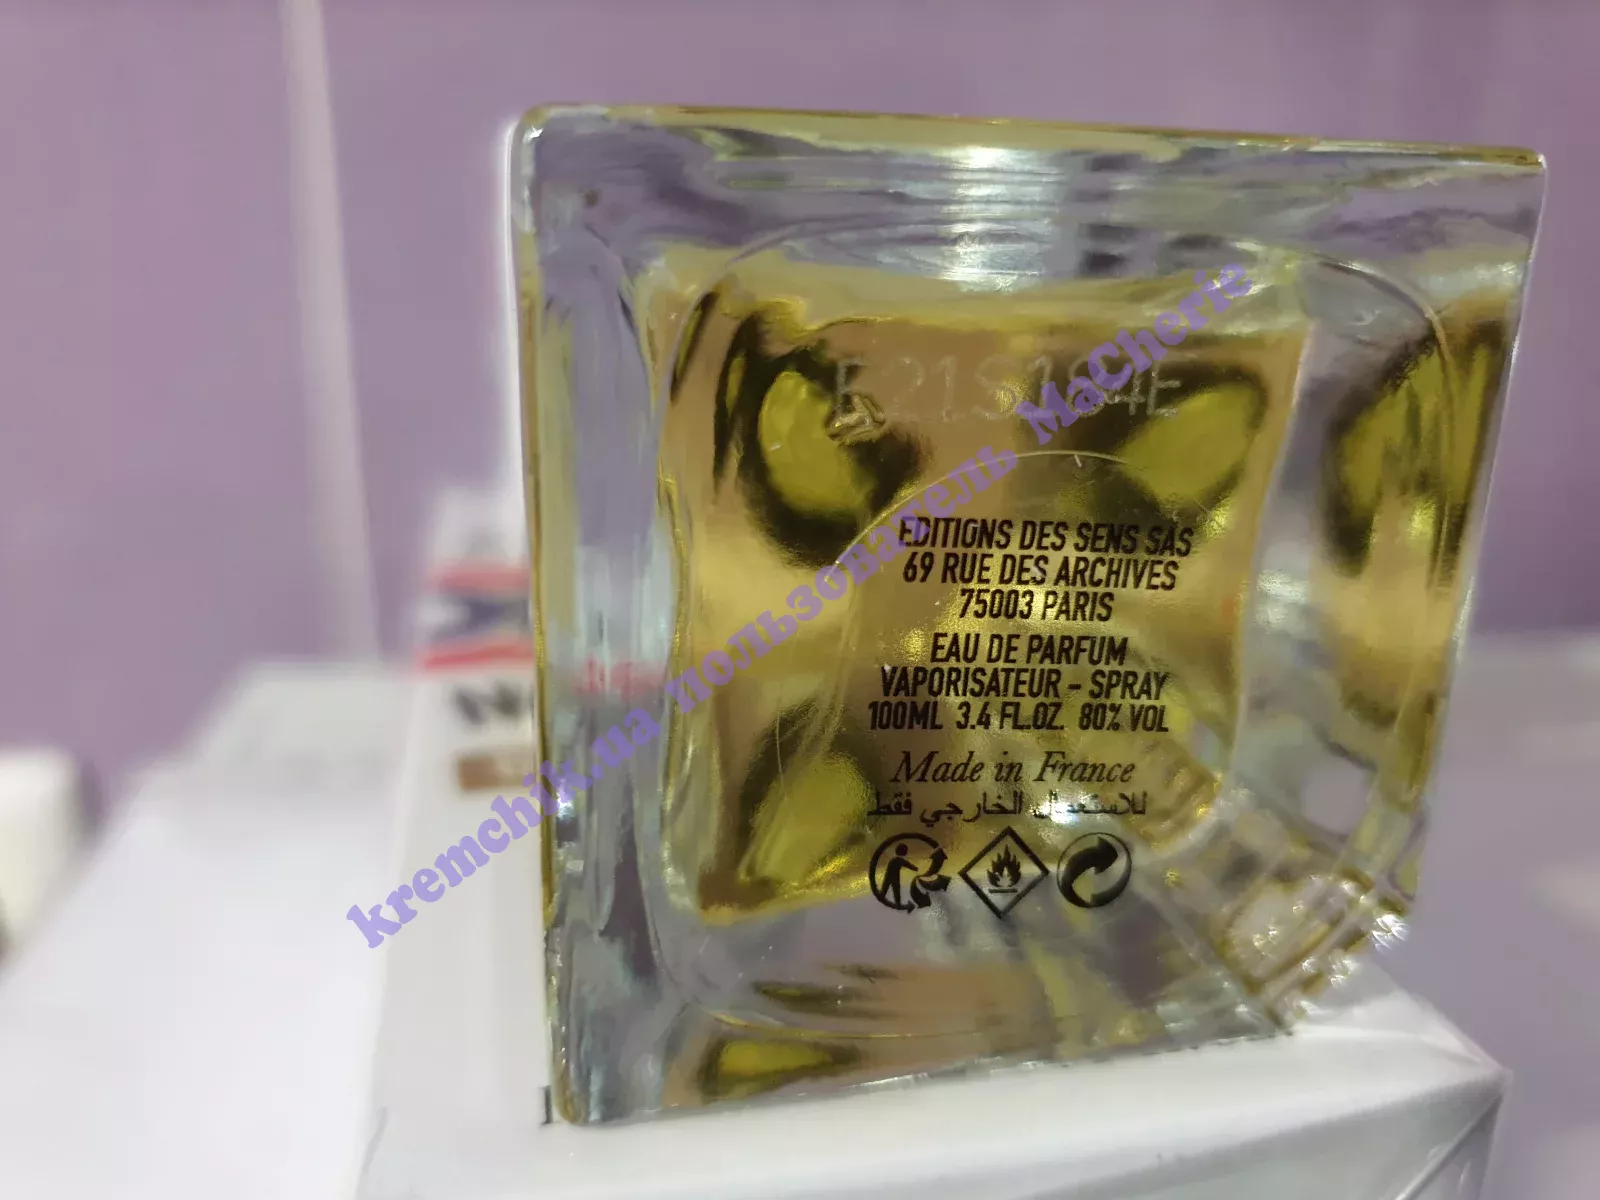 EDITIONS DES SENS SAS
69 RUE DES ARCHIVES
75003 PARIS
EAU DE PARFUM
VAPORISATEUR - SPRAY
100ML 3.4 FL.OZ. 80% VOL
Made in France
للاستعمال الخارجي فقط
kremchik.ua пользователь MaCherie